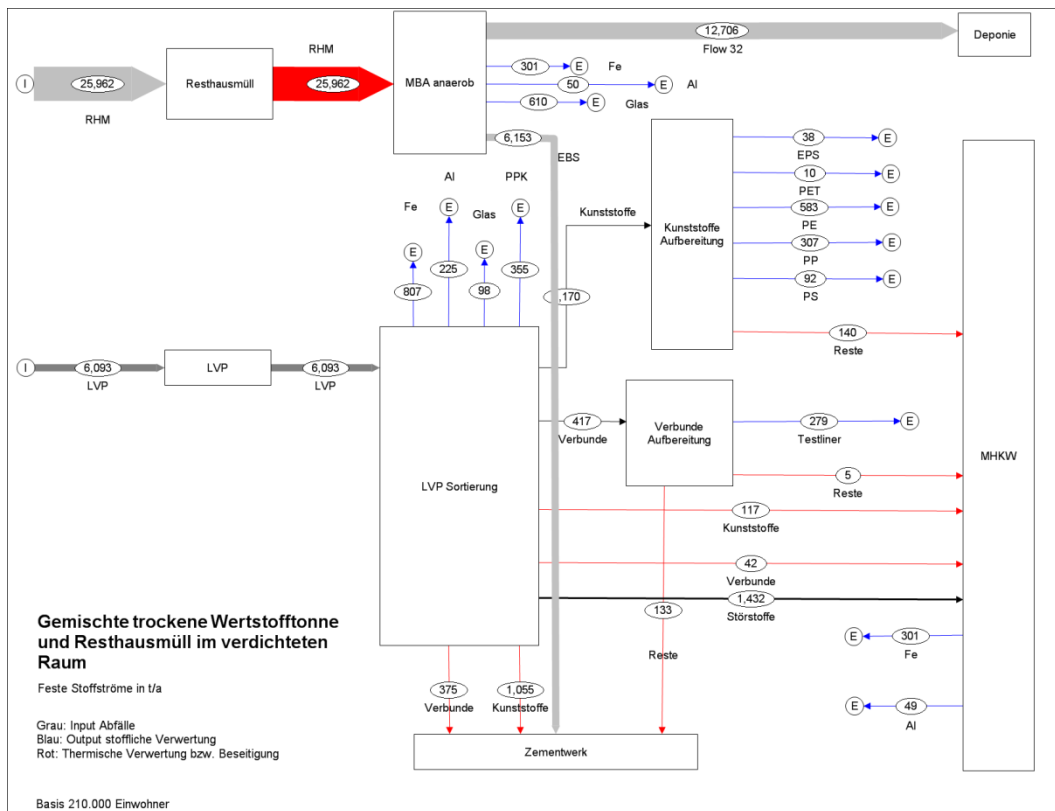 12,706
Flow 32
Deponie
RHM
I
25,962
RHM
Resthausmüll
25,962
MBA anaerob
301
E
Fe
50
E
Al
610
E
Glas
6,153
EBS
Al
PPK
Fe
E
Glas
E
E
E
807
225
98
355
Kunststoffe
,170
Kunststoffe
Aufbereitung
38
E
EPS
10
E
PET
583
E
PE
307
E
PP
92
E
PS
140
Reste
I
6,093
LVP
LVP
6,093
LVP
LVP Sortierung
417
Verbunde
Verbunde
Aufbereitung
279
E
Testliner
5
Reste
MHKW
117
Kunststoffe
42
Verbunde
1,432
Störstoffe
133
Reste
E
301
Fe
E
49
Al
375
Verbunde
1,055
Kunststoffe
Zementwerk
Gemischte trockene Wertstofftonne
und Resthausmüll im verdichteten
Raum
Feste Stoffströme in t/a
Grau: Input Abfälle
Blau: Output stoffliche Verwertung
Rot: Thermische Verwertung bzw. Beseitigung
Basis 210.000 Einwohner